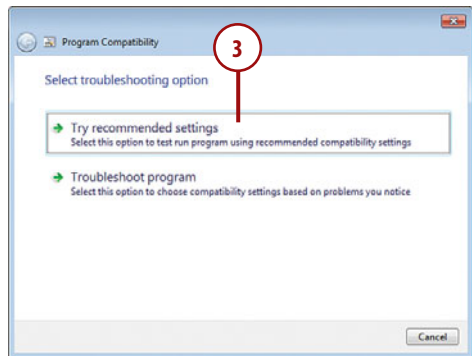 Program Compatibility
3
Select troubleshooting option
Try recommended settings
Select this option to test run program using recommended compatibility settings
Troubleshoot program
Select this option to choose compatibility settings based on problems you notice
Cancel